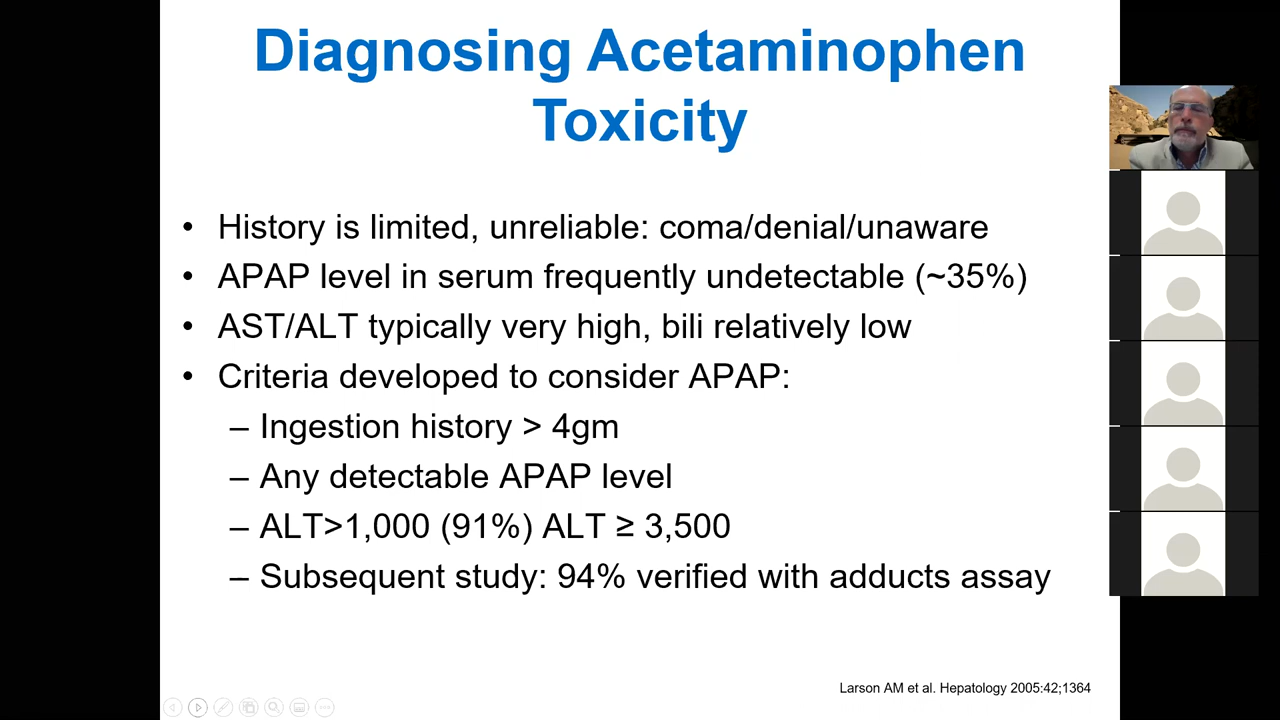 Diagnosing Acetaminophen
Toxicity
• History is limited, unreliable: coma/denial/unaware
• APAP level in serum frequently undetectable (~35%)
• AST/ALT typically very high, bili relatively low
• Criteria developed to consider APAP:
– Ingestion history > 4gm
– Any detectable APAP level
– ALT>1,000 (91%) ALT ≥ 3,500
– Subsequent study: 94% verified with adducts assay
Larson AM et al. Hepatology 2005:42;1364